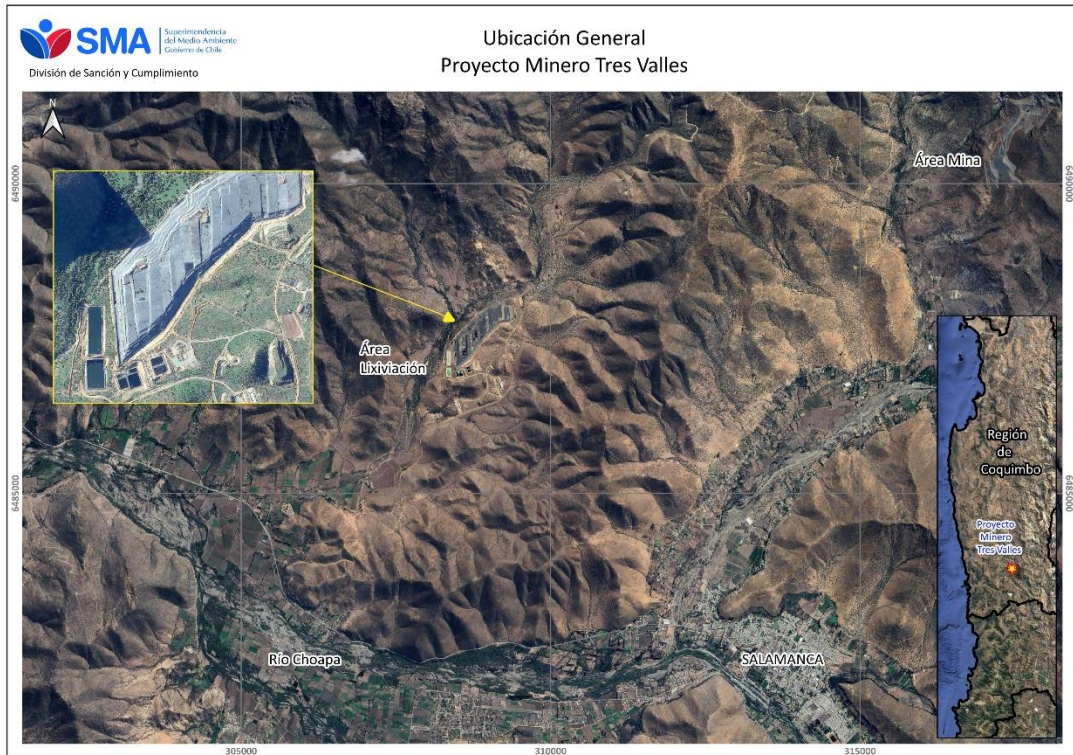 SMA
Superintendencia
del Medio Ambiente
Gobierno de Chile
División de Sanción y Cumplimiento
Ubicación General
Proyecto Minero Tres Valles
N
Área Mina
6490000
6490000
Área
Lixiviación
Región
de
Coquimbo
6485000
6485000
Proyecto
Minero
Tres Valles
Río Choapa
SALAMANCA
305000
310000
315000